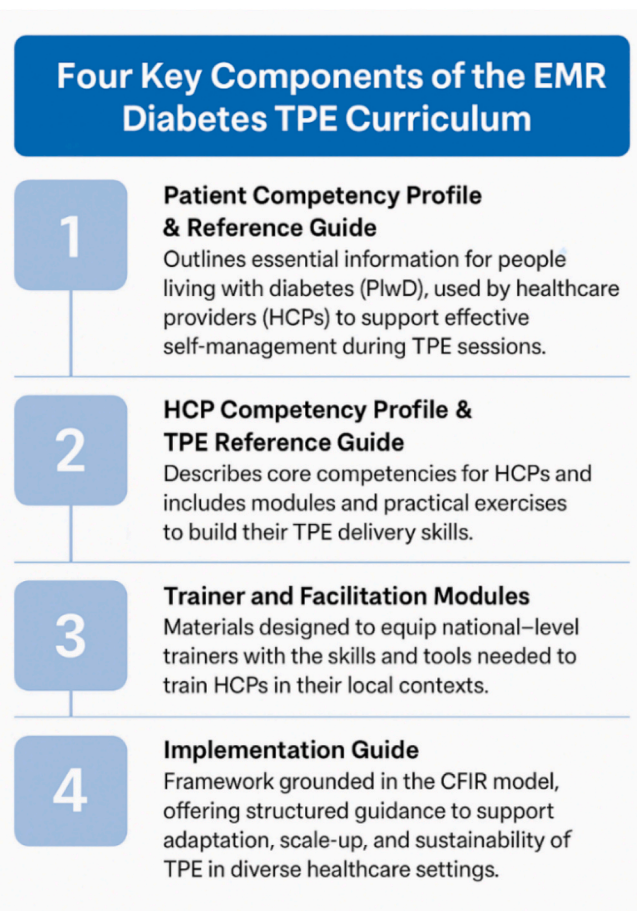 Four Key Components of the EMR
Diabetes TPE Curriculum
1
Patient Competency Profile
& Reference Guide
Outlines essential information for people
living with diabetes (PlwD), used by healthcare
providers (HCPs) to support effective
self-management during TPE sessions.
2
HCP Competency Profile &
TPE Reference Guide
Describes core competencies for HCPs and
includes modules and practical exercises
to build their TPE delivery skills.
3
Trainer and Facilitation Modules
Materials designed to equip national–level
trainers with the skills and tools needed to
train HCPs in their local contexts.
4
Implementation Guide
Framework grounded in the CFIR model,
offering structured guidance to support
adaptation, scale-up, and sustainability of
TPE in diverse healthcare settings.